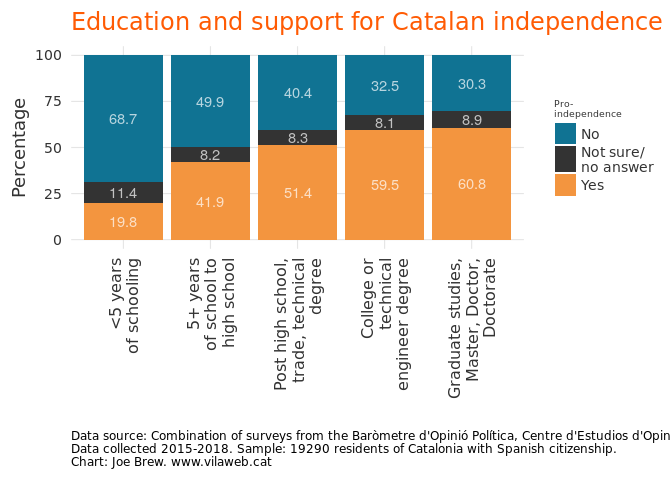 Education and support for Catalan independence
Percentage
100
75
50
25
0
68.7
11.4
19.8
49.9
8.2
41.9
40.4
8.3
51.4
32.5
8.1
59.5
30.3
8.9
60.8
Pro-
independence
No
Not sure/
no answer
Yes
<5 years
of schooling
5+ years
of school to
high school
Post high school,
trade, technical
degree
College or
technical
engineer degree
Graduate studies,
Master, Doctor,
Doctorate
Data source: Combination of surveys from the Baròmetre d'Opinió Política, Centre d'Estudios d'Opin
Data collected 2015-2018. Sample: 19290 residents of Catalonia with Spanish citizenship.
Chart: Joe Brew. www.vilaweb.cat